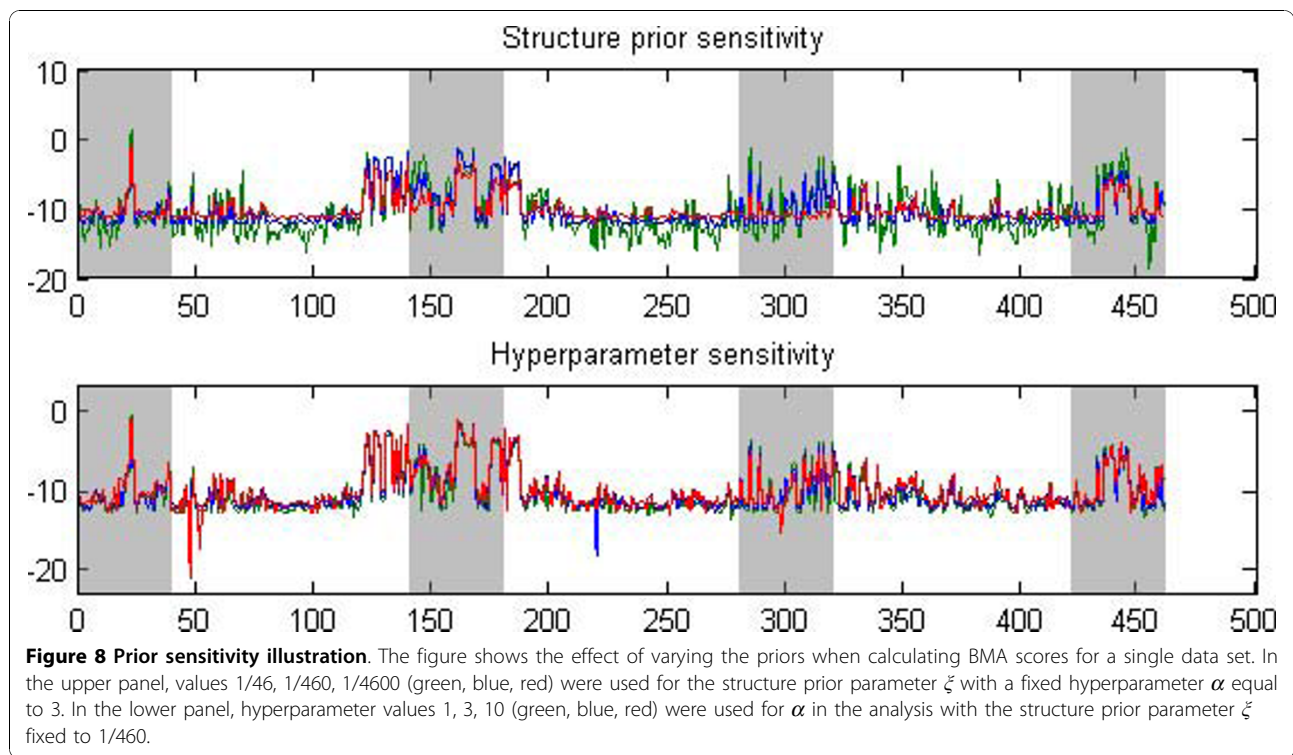 Structure prior sensitivity
10
0
-10
-20
0 50 100 150 200 250 300 350 400 450 500
Hyperparameter sensitivity
0
-10
-20
0 50 100 150 200 250 300 350 400 450 500
Figure 8 Prior sensitivity illustration. The figure shows the effect of varying the priors when calculating BMA scores for a single data set. In
the upper panel, values 1/46, 1/460, 1/4600 (green, blue, red) were used for the structure prior parameter ξ with a fixed hyperparameter α equal
to 3. In the lower panel, hyperparameter values 1, 3, 10 (green, blue, red) were used for α in the analysis with the structure prior parameter ξ
fixed to 1/460.